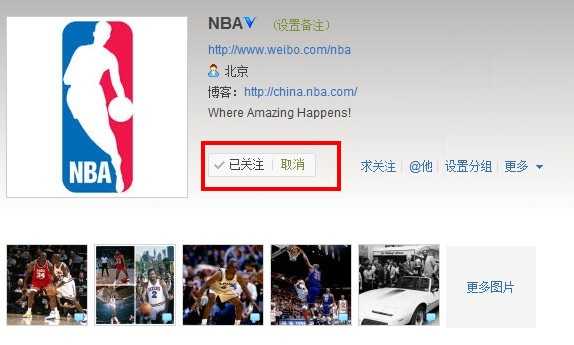 NBA （设置备注）
http://www.weibo.com/nba
北京
博客：http://china.nba.com/
Where Amazing Happens!
NBA
已关注 取消 求关注 @他 设置分组 更多
更多图片